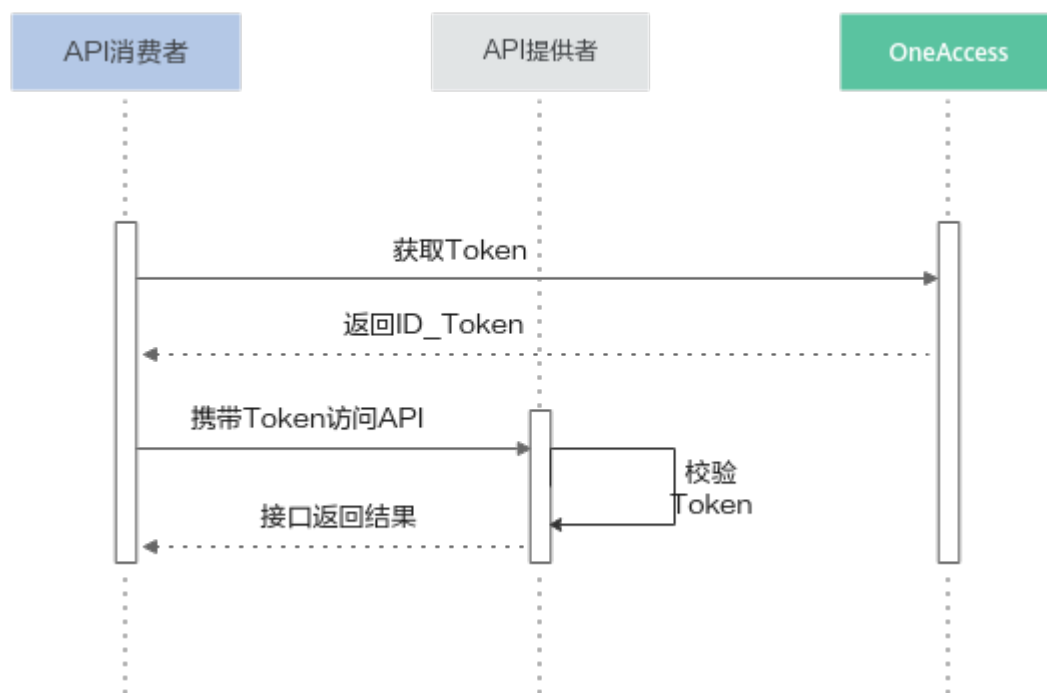 API消费者
API提供者
OneAccess
获取Token
返回ID_Token
携带Token访问API
校验
Token
接口返回结果